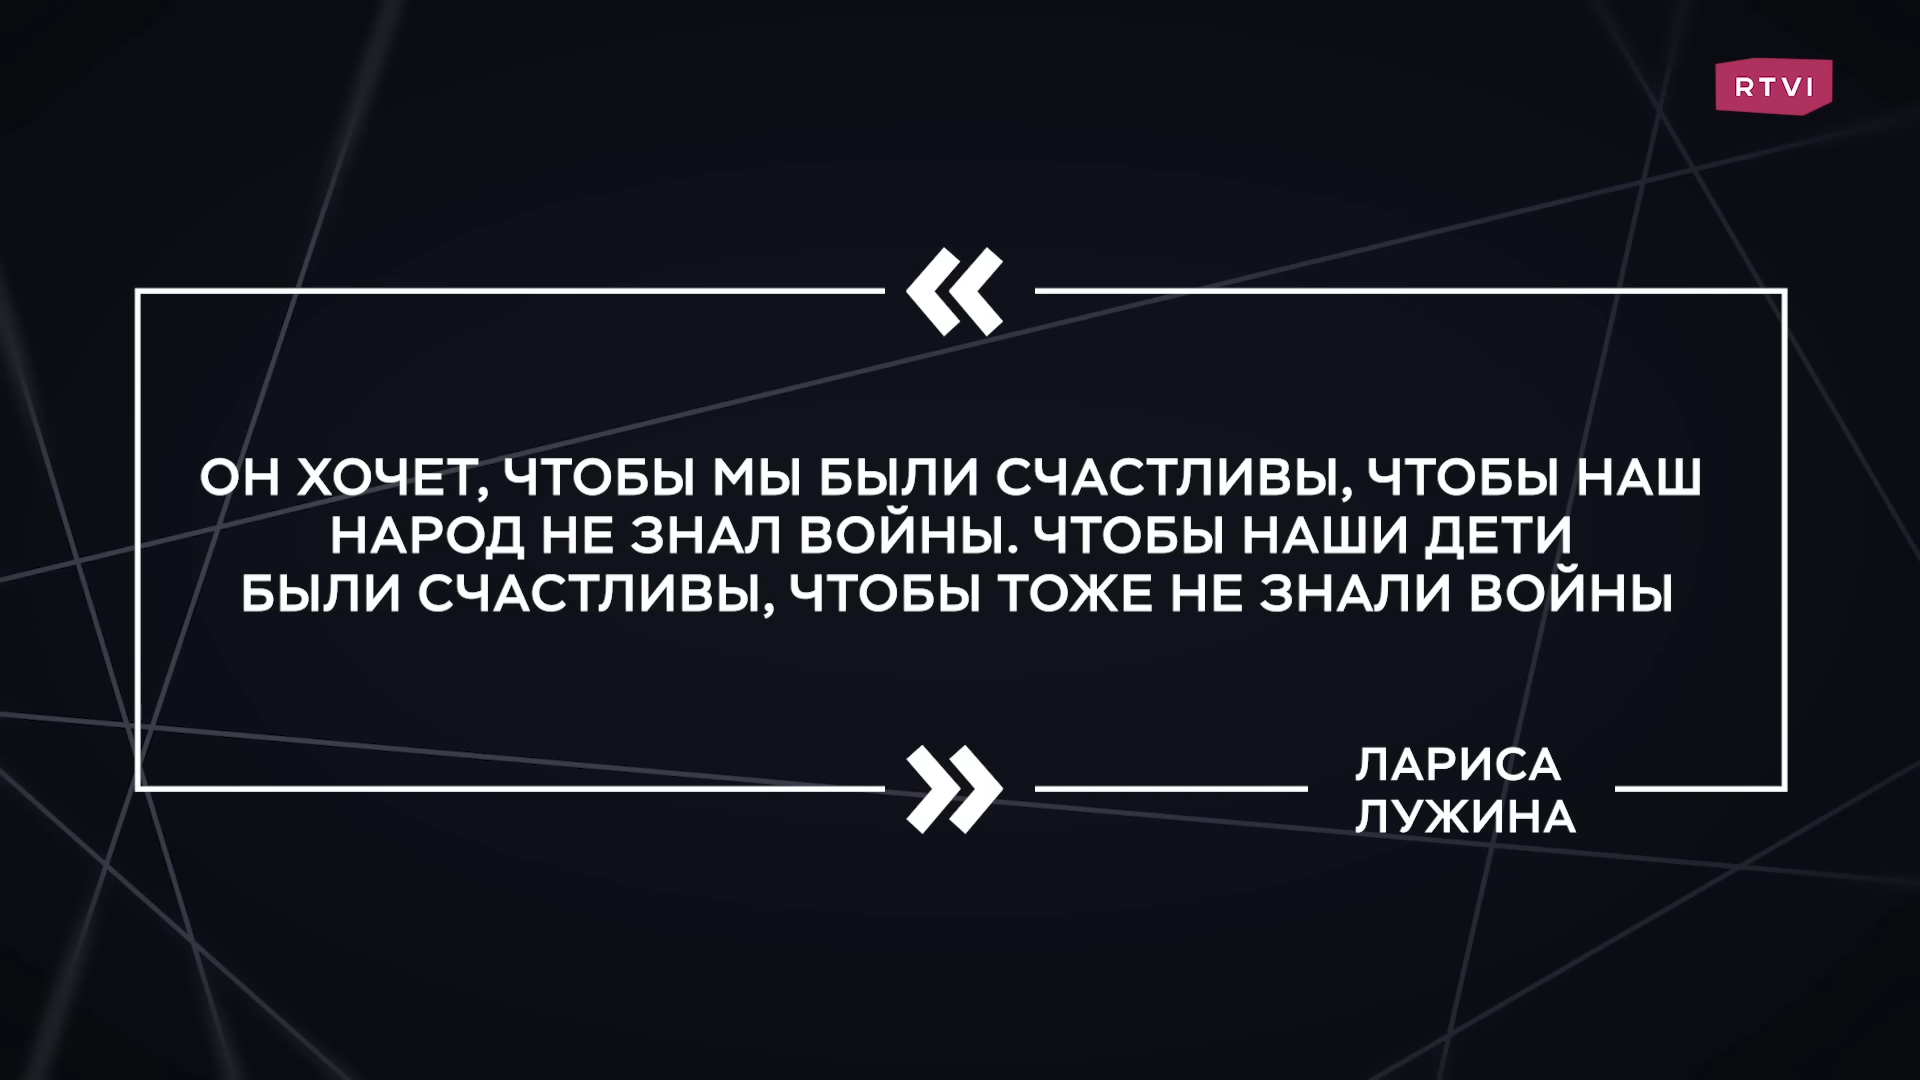 RTVI
ОН ХОЧЕТ, ЧТОБЫ МЫ БЫЛИ СЧАСТЛИВЫ, ЧТОБЫ НАШ
НАРОД НЕ ЗНАЛ ВОЙНЫ. ЧТОБЫ НАШИ ДЕТИ
БЫЛИ СЧАСТЛИВЫ, ЧТОБЫ ТОЖЕ НЕ ЗНАЛИ ВОЙНЫ
ЛАРИСА
ЛУЖИНА